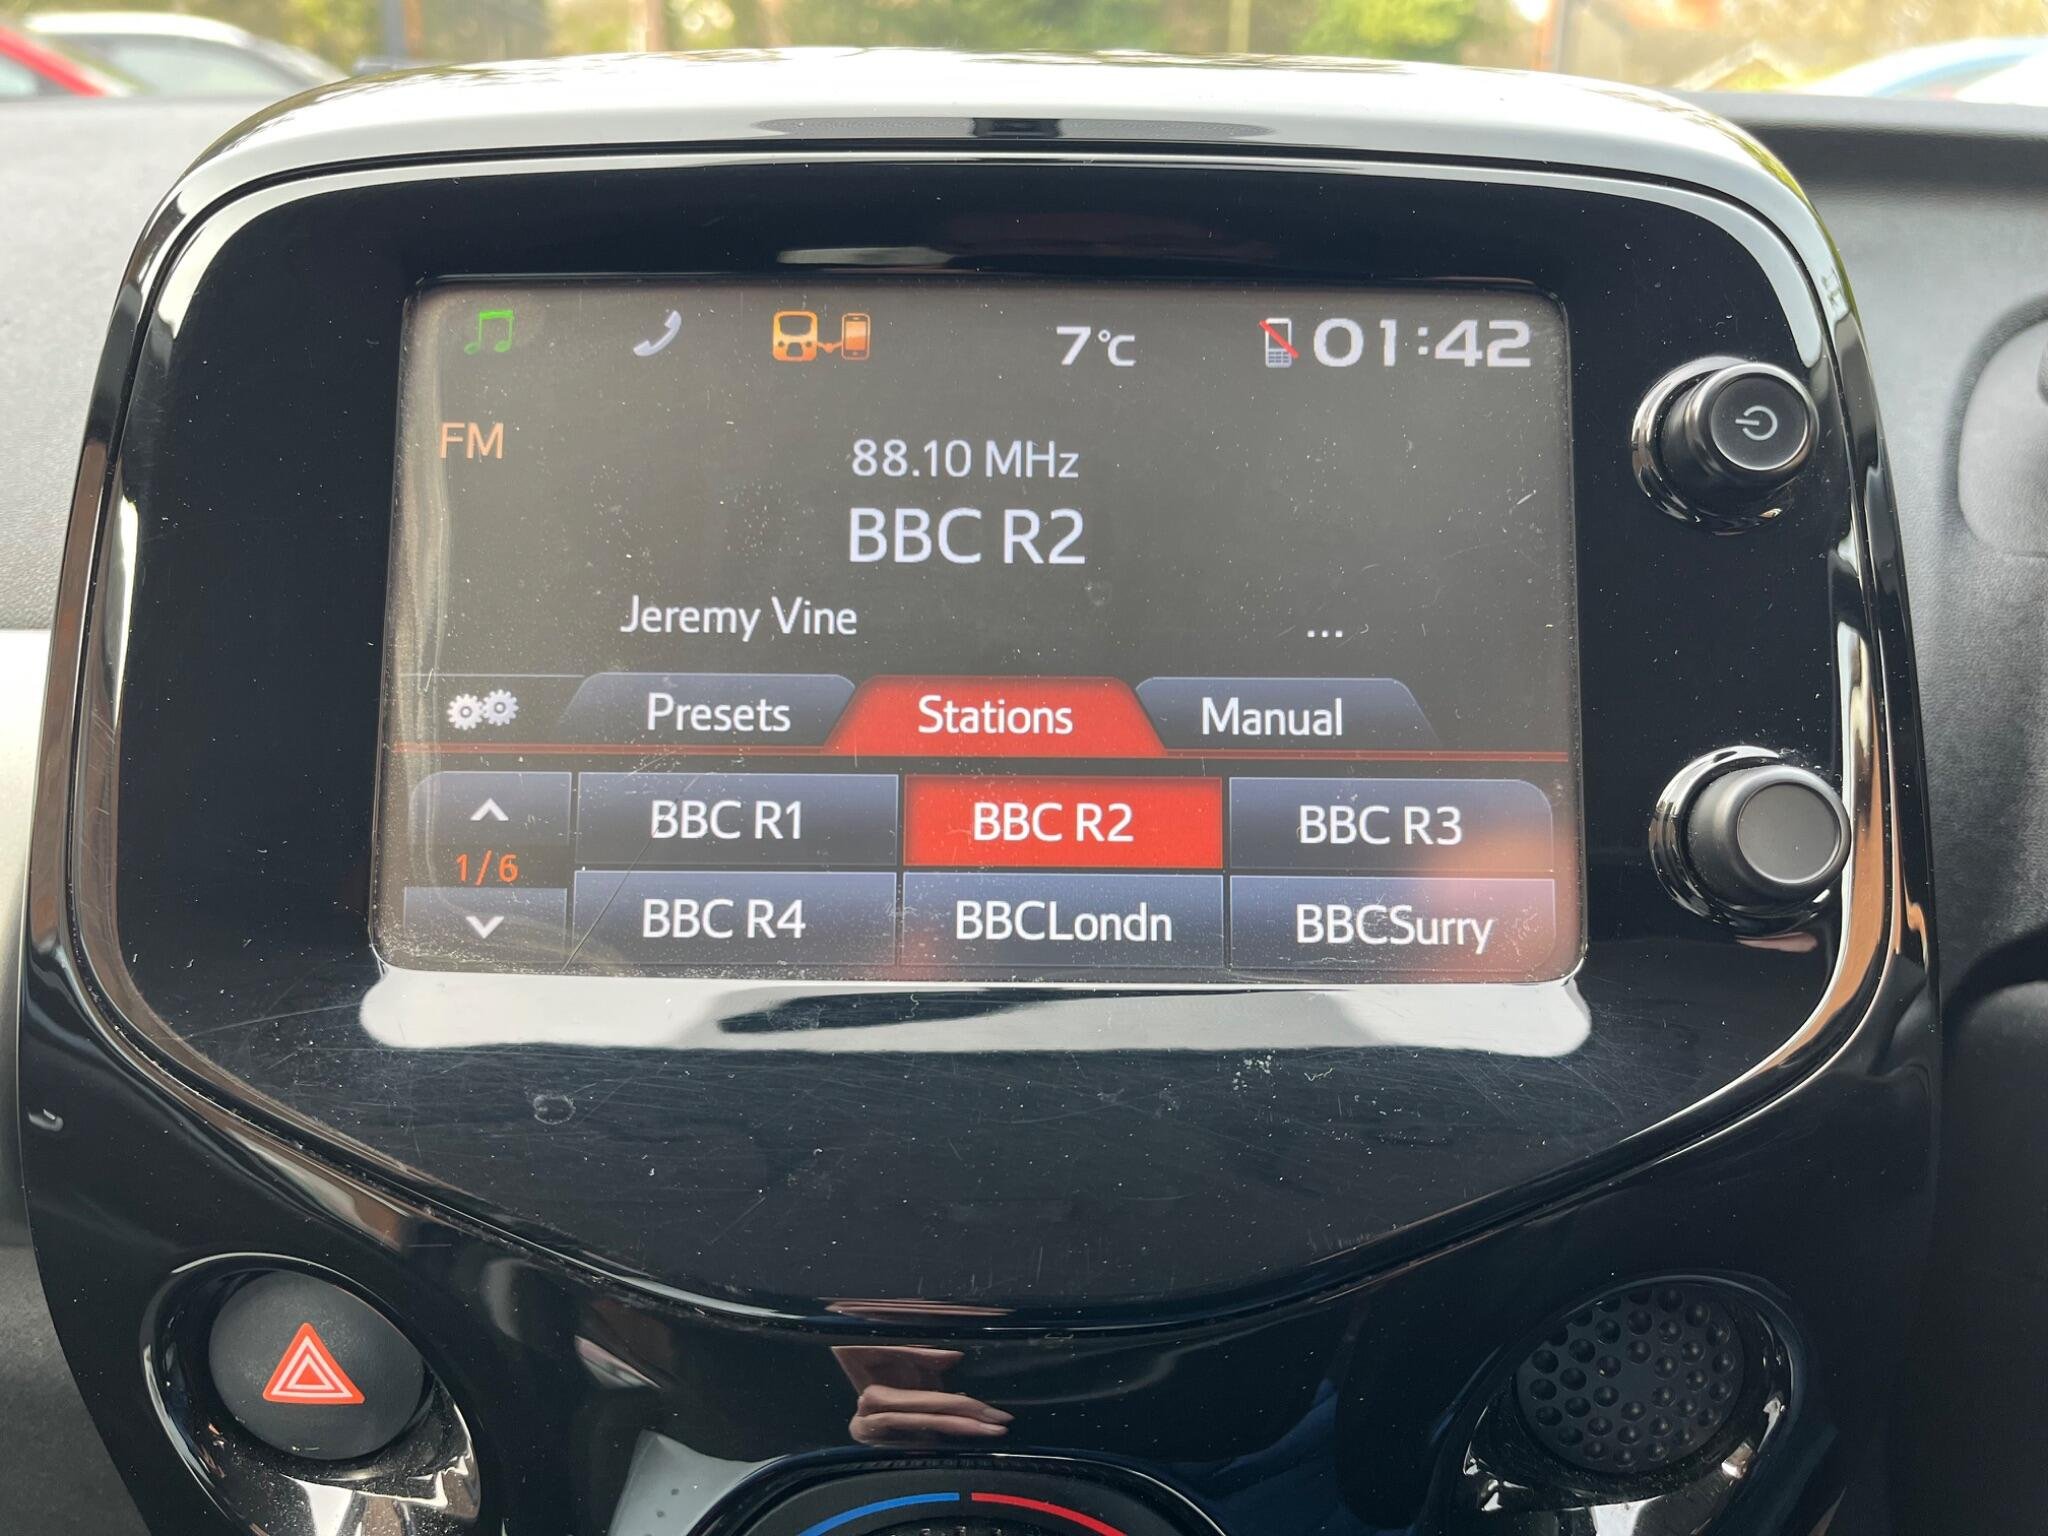 7°C 01:42
FM
88.10 MHz
BBC R2
Jeremy Vine ...
Presets Stations Manual
BBC R1 BBC R2 BBC R3
1/6
BBC R4 BBCLondn BBCSurry